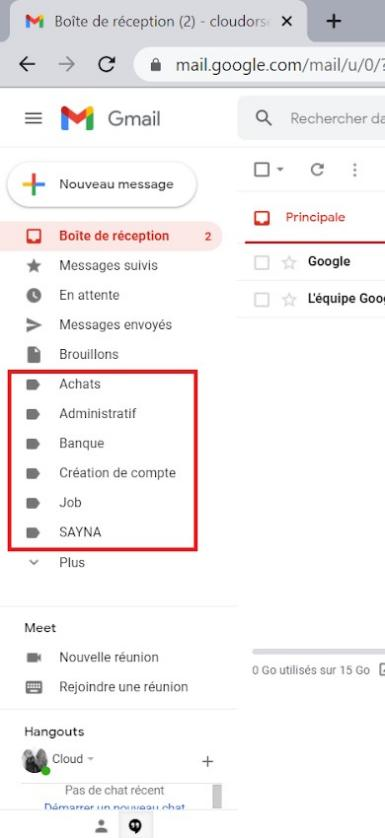 Boîte de réception (2) - cloudors
mail.google.com/mail/u/0/?
Gmail
Rechercher da
Nouveau message
Principale
Boîte de réception 2
Google
Messages suivis
L'équipe Goo
En attente
Messages envoyés
Brouillons
Achats
Administratif
Banque
Création de compte
Job
SAYNA
Plus
Meet
Nouvelle réunion
0 Go utilisés sur 15 Go
Rejoindre une réunion
Hangouts
Cloud
Pas de chat récent
Démarrer un nouveau chat